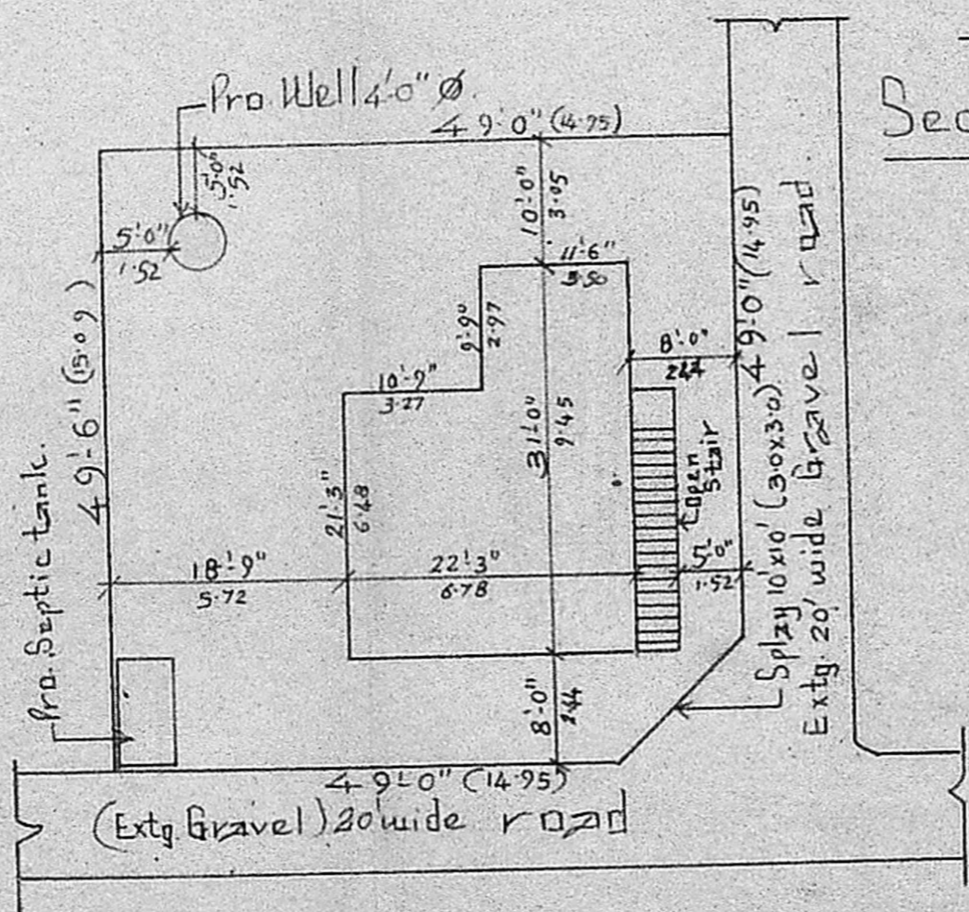 Pro. Well 4'0" Ø.
4 9'-0" (14.95)
Sec
5'-0"
1.52
5'-0"
1.52
10'-0"
3.05
11'-6"
3.50
9'-9"
2.97
8'-0"
2.44
10'-9"
3.27
4 9'-6" (15.09)
4 9'-0" (14.95)
31'-0"
9.45
21'-3"
6.48
Open
Stair
18'-9"
5.72
22'-3"
6.78
5'-0"
1.52
Splay 10'x10' (3.0x3.0)
Extg. 20' wide Gravel road
Pro. Septic tank.
8'-0"
2.44
4 9'-0" (14.95)
(Extg. Gravel) 20' wide road